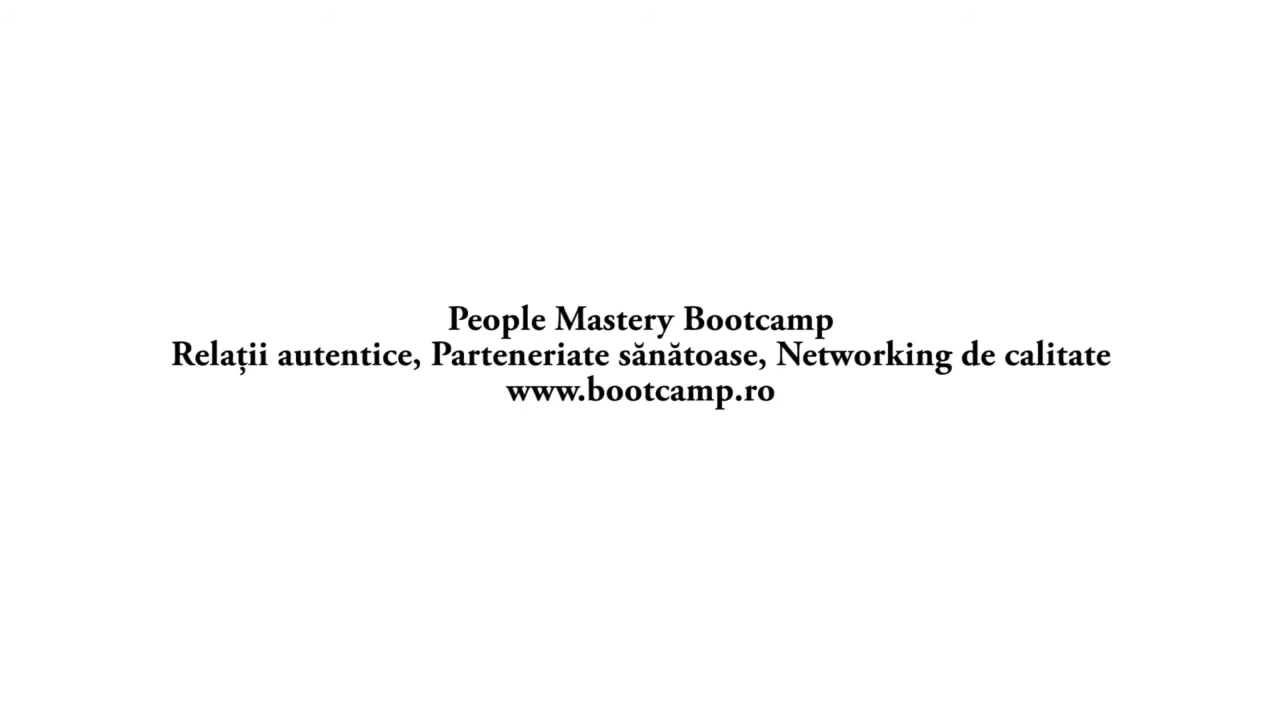 People Mastery Bootcamp
Relații autentice, Parteneriate sănătoase, Networking de calitate
www.bootcamp.ro